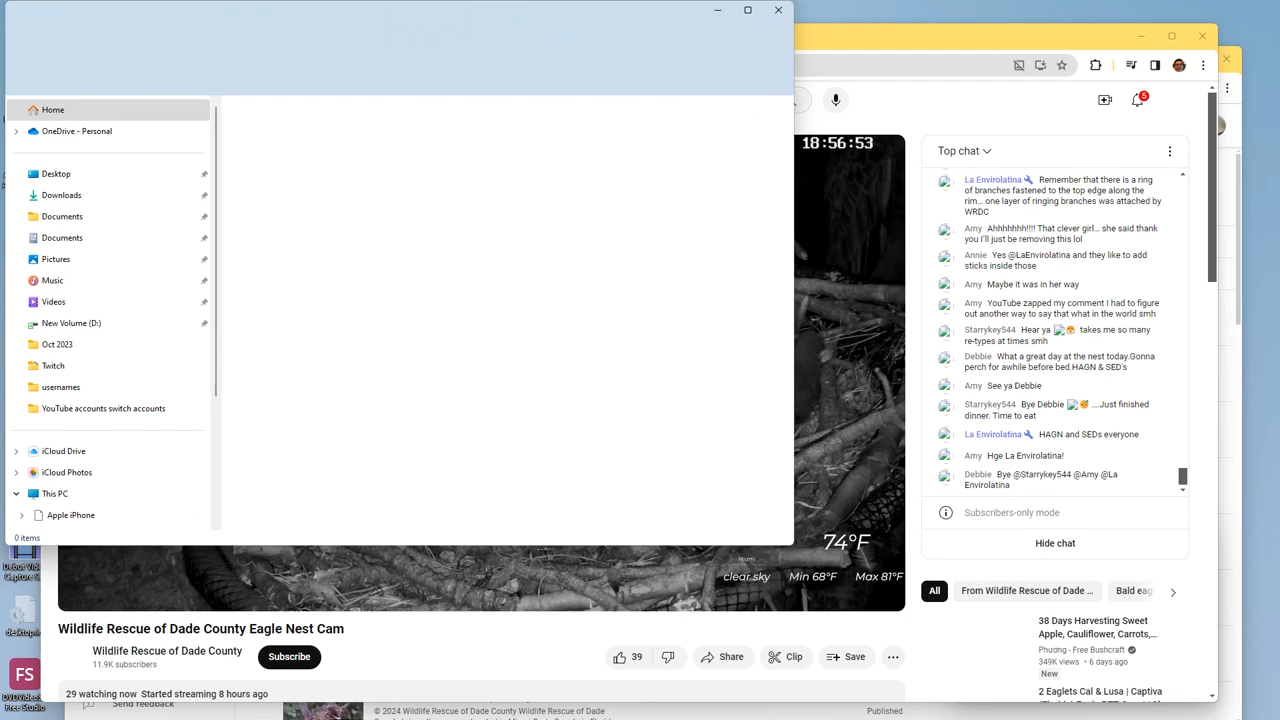 Home
OneDrive - Personal
Desktop
Downloads
Documents
Documents
Pictures
Music
Videos
New Volume (D:)
Oct 2023
Twitch
usernames
YouTube accounts switch accounts
iCloud Drive
iCloud Photos
This PC
Apple iPhone
0 items
5
18:56:53
74°F
Mami
clear sky Min 68°F Max 81°F
Top chat
La Envirolatina Remember that there is a ring
of branches fastened to the top edge along the
rim... one layer of ringing branches was attached by
WRDC
Amy Ahhhhhhh!!!! That clever girl... she said thank
you I'll just be removing this lol
Annie Yes @LaEnvirolatina and they like to add
sticks inside those
Amy Maybe it was in her way
Amy YouTube zapped my comment I had to figure
out another way to say that what in the world smh
Starrykey544 Hear ya takes me so many
re-types at times smh
Debbie What a great day at the nest today.Gonna
perch for awhile before bed.HAGN & SED's
Amy See ya Debbie
Starrykey544 Bye Debbie ....Just finished
dinner. Time to eat
La Envirolatina HAGN and SEDs everyone
Amy Hge La Envirolatina!
Debbie Bye @Starrykey544 @Amy @La
Envirolatina
Subscribers-only mode
Hide chat
All From Wildlife Rescue of Dade ... Bald eag
38 Days Harvesting Sweet
Apple, Cauliflower, Carrots,...
Phương - Free Bushcraft
349K views • 6 days ago
New
2 Eaglets Cal & Lusa | Captiva
Wildlife Rescue of Dade County Eagle Nest Cam
Wildlife Rescue of Dade County
11.9K subscribers
Subscribe
39 Share Clip Save
29 watching now Started streaming 8 hours ago
Debut Vid
Capture S
desktop.in
FS
DVDVideoS
Free Studio
Send feedback
© 2024 Wildlife Rescue of Dade County Wildlife Rescue of
Published